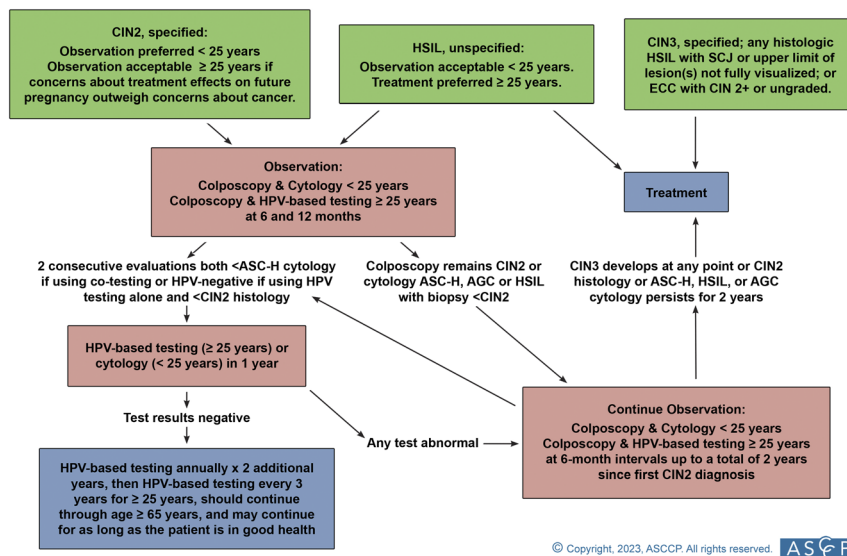 CIN2, specified:
Observation preferred < 25 years
Observation acceptable ≥ 25 years if
concerns about treatment effects on future
pregnancy outweigh concerns about cancer.
HSIL, unspecified:
Observation acceptable < 25 years.
Treatment preferred ≥ 25 years.
CIN3, specified; any histologic
HSIL with SCJ or upper limit of
lesion(s) not fully visualized; or
ECC with CIN 2+ or ungraded.
Observation:
Colposcopy & Cytology < 25 years
Colposcopy & HPV-based testing ≥ 25 years
at 6 and 12 months
Treatment
2 consecutive evaluations both <ASC-H cytology
if using co-testing or HPV-negative if using HPV
testing alone and <CIN2 histology
Colposcopy remains CIN2 or
cytology ASC-H, AGC or HSIL
with biopsy <CIN2
CIN3 develops at any point or CIN2
histology or ASC-H, HSIL, or AGC
cytology persists for 2 years
HPV-based testing (≥ 25 years) or
cytology (< 25 years) in 1 year
Test results negative
Any test abnormal
Continue Observation:
Colposcopy & Cytology < 25 years
Colposcopy & HPV-based testing ≥ 25 years
at 6-month intervals up to a total of 2 years
since first CIN2 diagnosis
HPV-based testing annually x 2 additional
years, then HPV-based testing every 3
years for ≥ 25 years, should continue
through age ≥ 65 years, and may continue
for as long as the patient is in good health
© Copyright, 2023, ASCCP. All rights reserved.
ASCCP